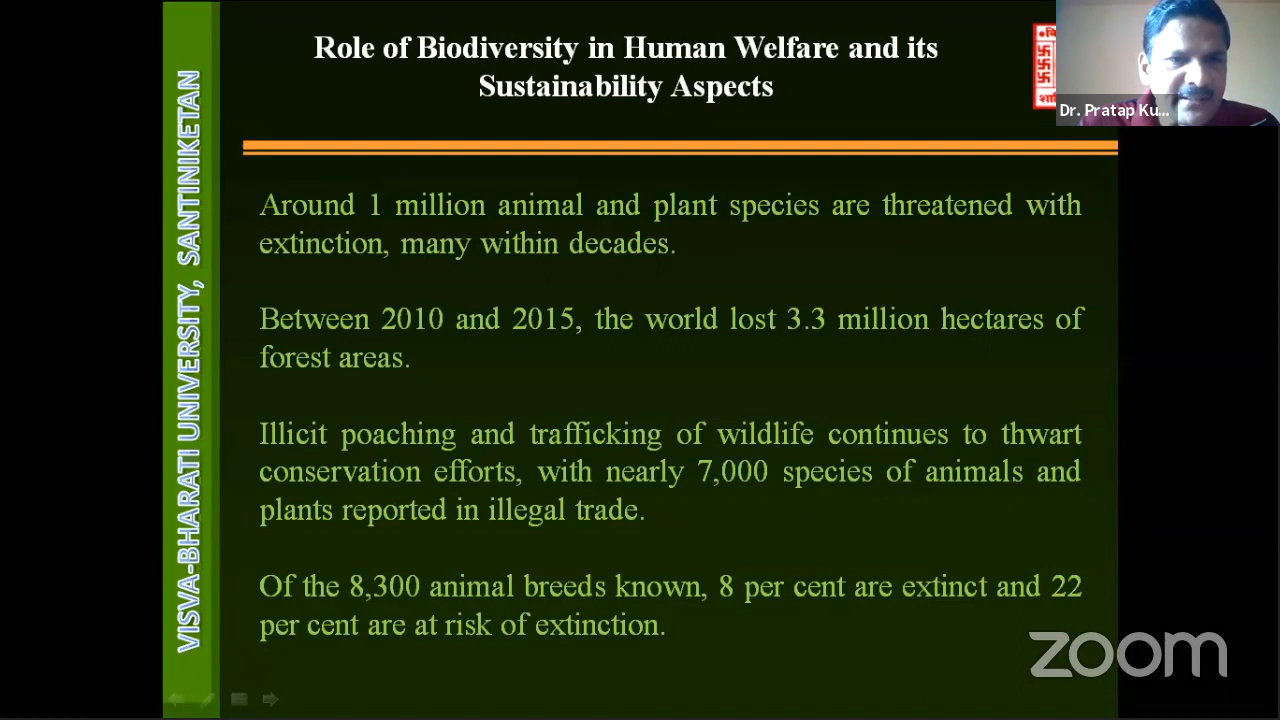 Role of Biodiversity in Human Welfare and its
Sustainability Aspects
Dr. Pratap Ku...
VISVA-BHARATI UNIVERSITY, SANTINIKETAN
Around 1 million animal and plant species are threatened with
extinction, many within decades.
Between 2010 and 2015, the world lost 3.3 million hectares of
forest areas.
Illicit poaching and trafficking of wildlife continues to thwart
conservation efforts, with nearly 7,000 species of animals and
plants reported in illegal trade.
Of the 8,300 animal breeds known, 8 per cent are extinct and 22
per cent are at risk of extinction.
zoom